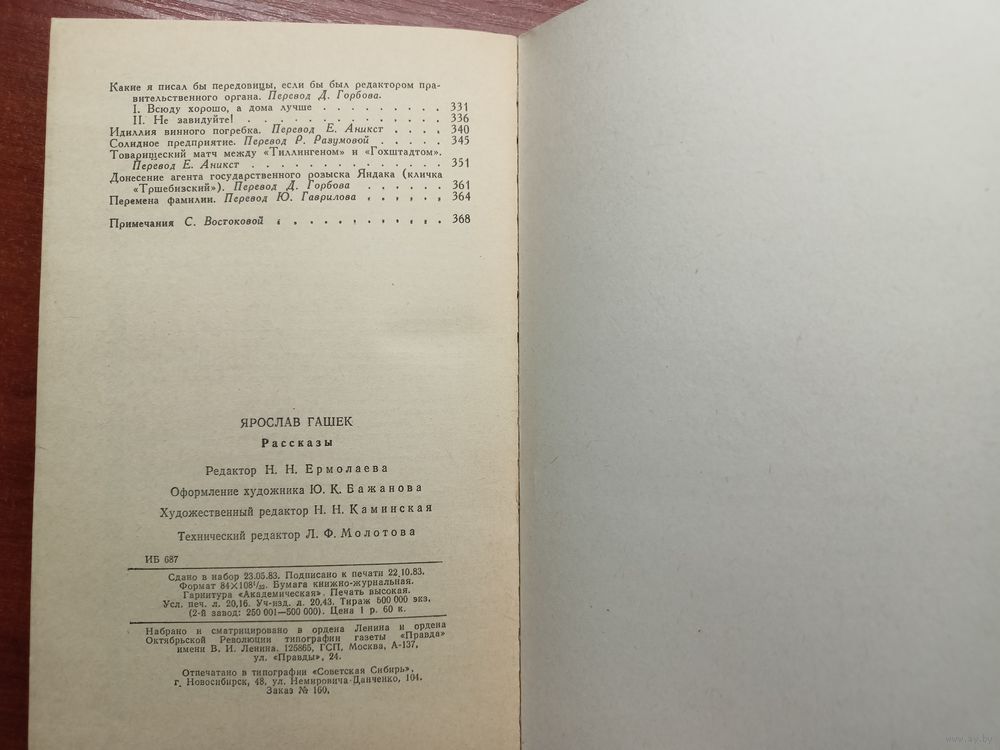 Какие я писал бы передовицы, если бы был редактором пра-
вительственного органа. Перевод Д. Горбова.
I. Всюду хорошо, а дома лучше . . . . . . . . . 331
II. Не завидуйте! . . . . . . . . . . . . . 336
Идиллия винного погребка. Перевод Е. Аникст . . . . 340
Солидное предприятие. Перевод Р. Разумовой . . . . . 345
Товарищеский матч между «Тиллингеном» и «Гохштадтом».
Перевод Е. Аникст . . . . . . . . . . . . . 351
Донесение агента государственного розыска Яндака (кличка
«Тршебизский»). Перевод Д. Горбова . . . . . . 361
Перемена фамилии. Перевод Ю. Гаврилова . . . . . . 364
Примечания С. Востоковой . . . . . . . . . . . 368
ЯРОСЛАВ ГАШЕК
Рассказы
Редактор Н. Н. Ермолаева
Оформление художника Ю. К. Бажанова
Художественный редактор Н. Н. Каминская
Технический редактор Л. Ф. Молотова
ИБ 687
Сдано в набор 23.05.83. Подписано к печати 22.10.83.
Формат 84×108¹/₃₂. Бумага книжно-журнальная.
Гарнитура «Академическая». Печать высокая.
Усл. печ. л. 20,16. Уч-изд. л. 20,43. Тираж 500 000 экз.
(2-й завод: 250 001—500 000). Цена 1 р. 60 к.
Набрано и сматрицировано в ордена Ленина и ордена
Октябрьской Революции типографии газеты «Правда»
имени В. И. Ленина. 125865, ГСП, Москва, А-137,
ул. «Правды», 24.
Отпечатано в типографии «Советская Сибирь»,
г. Новосибирск, 48, ул. Немировича-Данченко, 104.
Заказ № 160.
www.ay.by